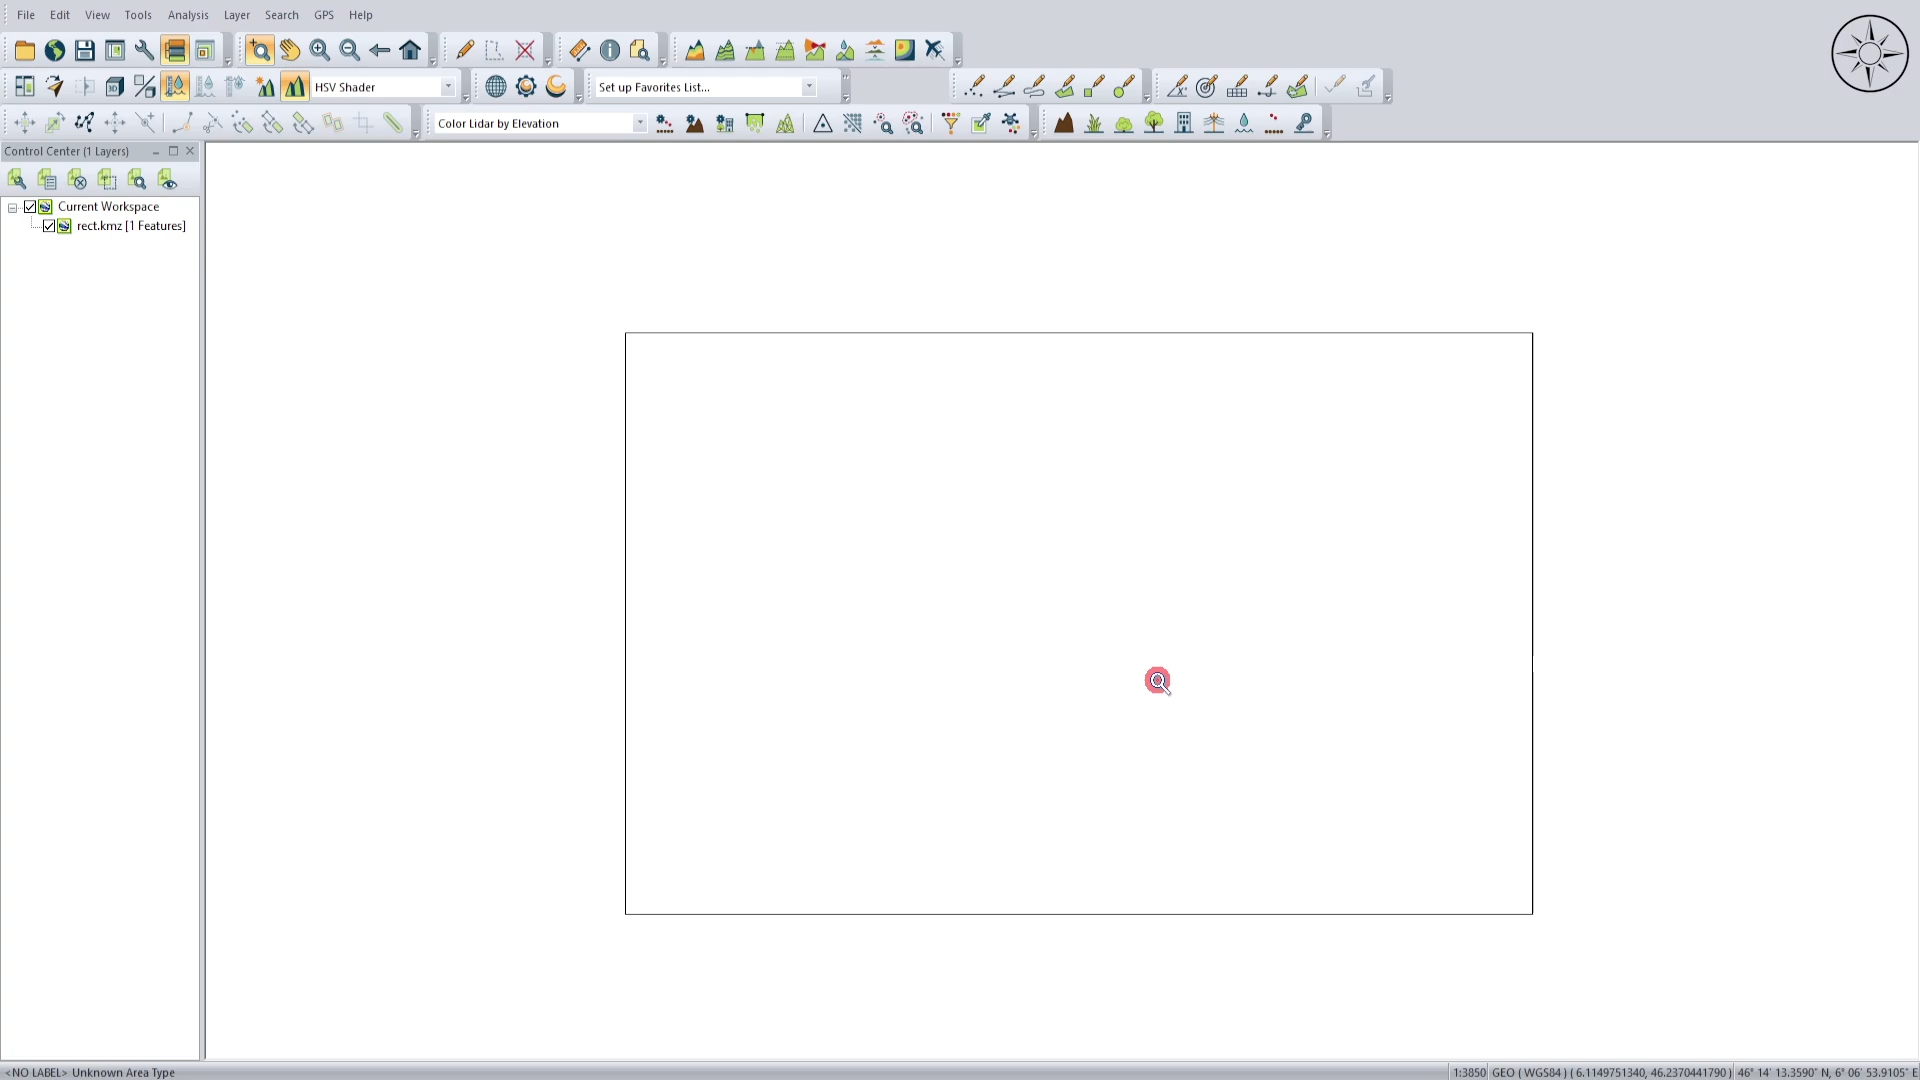 File Edit View Tools Analysis Layer Search GPS Help
HSV Shader
Set up Favorites List...
Color Lidar by Elevation
Control Center (1 Layers)
Current Workspace
rect.kmz [1 Features]
<NO LABEL> Unknown Area Type
1:3850 GEO ( WGS84 ) ( 6.1149751340, 46.2370441790 ) 46° 14' 13.3590" N, 6° 06' 53.9105" E